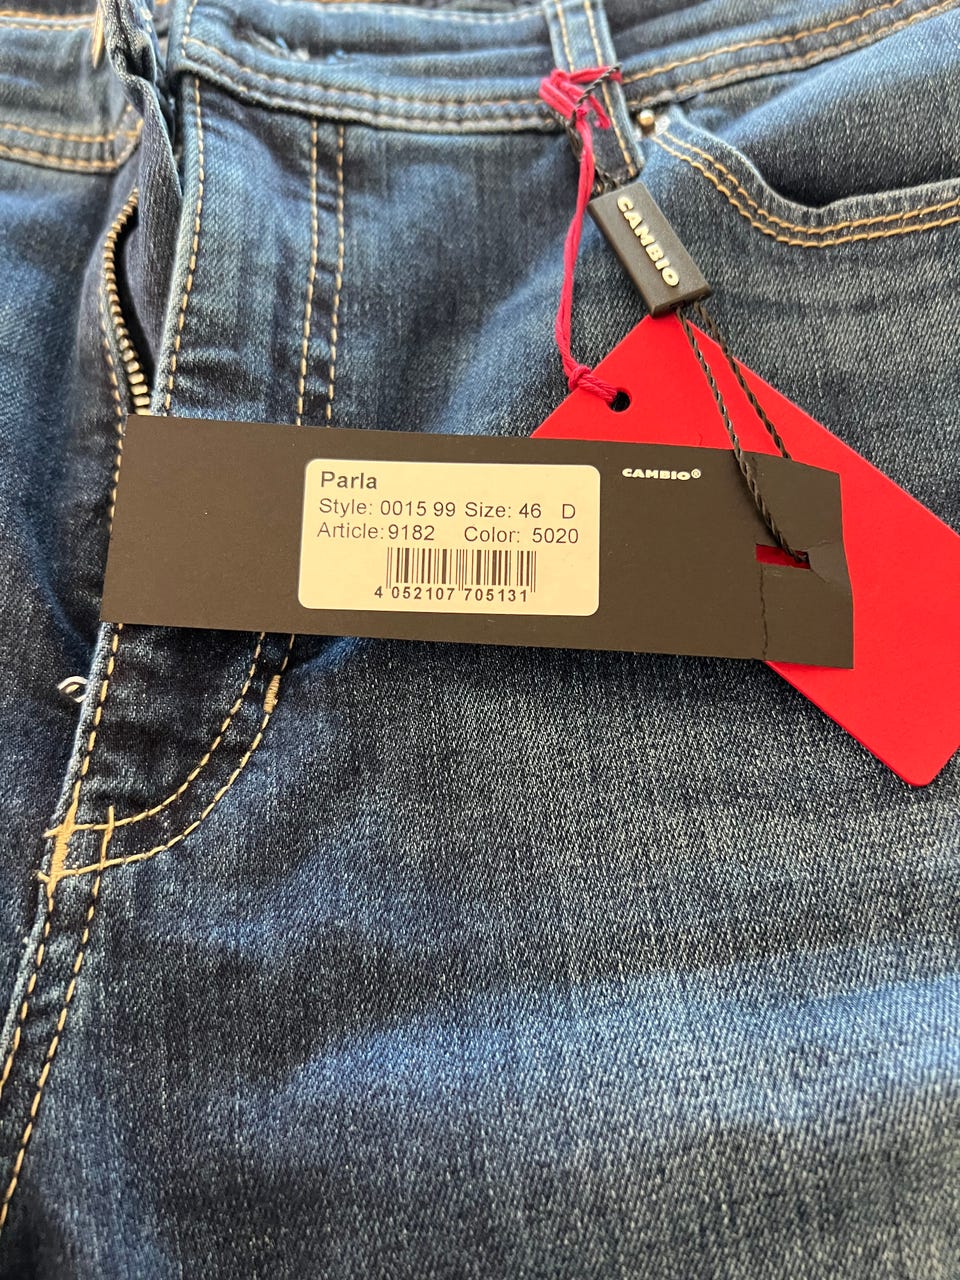 CAMBIO
CAMBIO®
Parla
Style: 0015 99 Size: 46 D
Article: 9182 Color: 5020
4 052107 705131